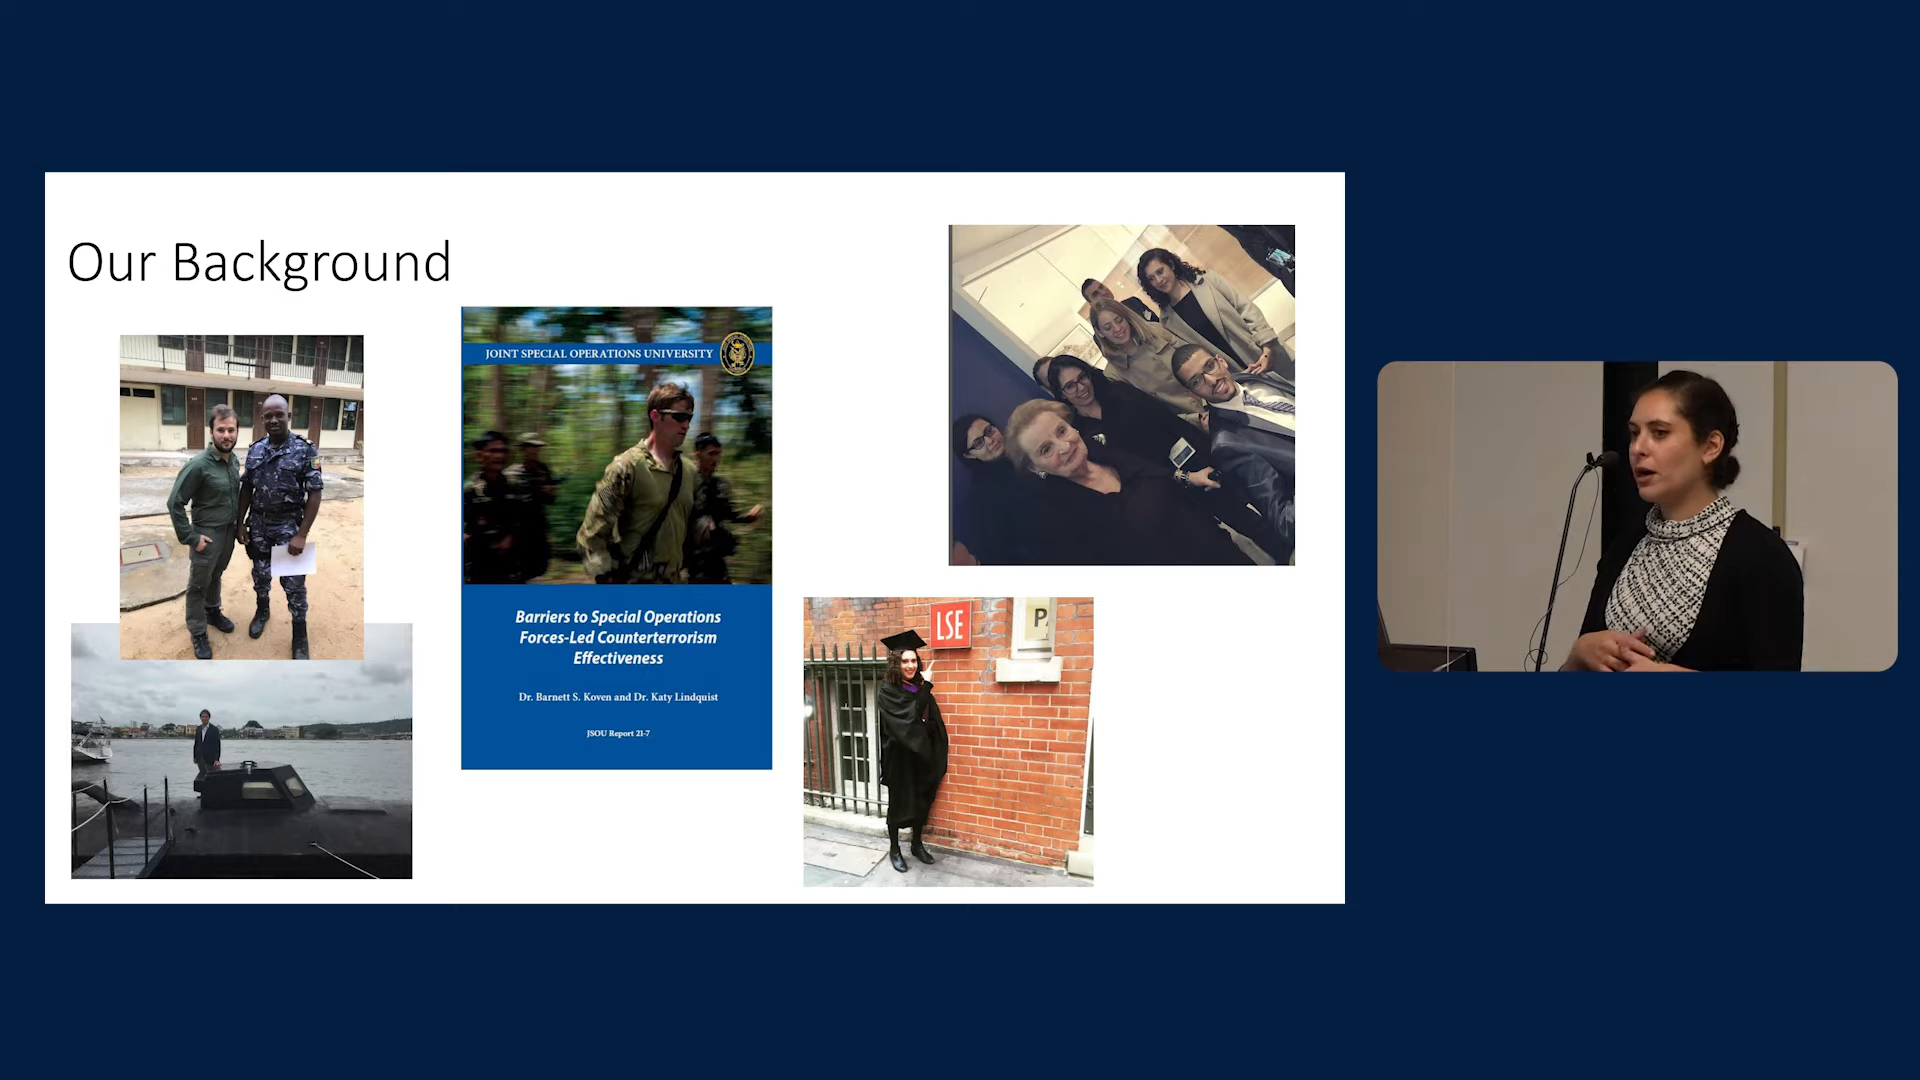 Our Background
JOINT SPECIAL OPERATIONS UNIVERSITY
Barriers to Special Operations
Forces-Led Counterterrorism
Effectiveness
Dr. Barnett S. Koven and Dr. Katy Lindquist
JSOU Report 21-7
LSE